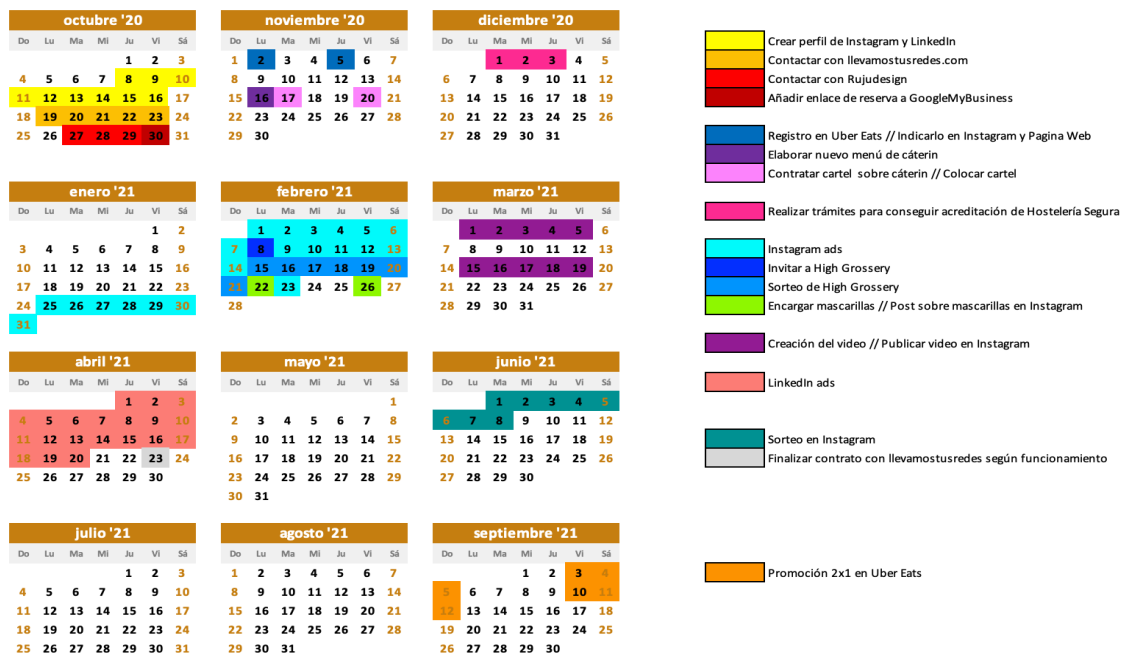 octubre '20
Do Lu Ma Mi Ju Vi Sá
1 2 3
4 5 6 7 8 9 10
11 12 13 14 15 16 17
18 19 20 21 22 23 24
25 26 27 28 29 30 31
noviembre '20
Do Lu Ma Mi Ju Vi Sá
1 2 3 4 5 6 7
8 9 10 11 12 13 14
15 16 17 18 19 20 21
22 23 24 25 26 27 28
29 30
diciembre '20
Do Lu Ma Mi Ju Vi Sá
1 2 3 4 5
6 7 8 9 10 11 12
13 14 15 16 17 18 19
20 21 22 23 24 25 26
27 28 29 30 31
Crear perfil de Instagram y LinkedIn
Contactar con llevamostusredes.com
Contactar con Rujudesign
Añadir enlace de reserva a GoogleMyBusiness
Registro en Uber Eats // Indicarlo en Instagram y Pagina Web
Elaborar nuevo menú de cáterin
Contratar cartel sobre cáterin // Colocar cartel
enero '21
Do Lu Ma Mi Ju Vi Sá
1 2
3 4 5 6 7 8 9
10 11 12 13 14 15 16
17 18 19 20 21 22 23
24 25 26 27 28 29 30
31
febrero '21
Do Lu Ma Mi Ju Vi Sá
1 2 3 4 5 6
7 8 9 10 11 12 13
14 15 16 17 18 19 20
21 22 23 24 25 26 27
28
marzo '21
Do Lu Ma Mi Ju Vi Sá
1 2 3 4 5 6
7 8 9 10 11 12 13
14 15 16 17 18 19 20
21 22 23 24 25 26 27
28 29 30 31
Realizar trámites para conseguir acreditación de Hostelería Segura
Instagram ads
Invitar a High Grossery
Sorteo de High Grossery
Encargar mascarillas // Post sobre mascarillas en Instagram
Creación del video // Publicar video en Instagram
abril '21
Do Lu Ma Mi Ju Vi Sá
1 2 3
4 5 6 7 8 9 10
11 12 13 14 15 16 17
18 19 20 21 22 23 24
25 26 27 28 29 30
mayo '21
Do Lu Ma Mi Ju Vi Sá
1
2 3 4 5 6 7 8
9 10 11 12 13 14 15
16 17 18 19 20 21 22
23 24 25 26 27 28 29
30 31
junio '21
Do Lu Ma Mi Ju Vi Sá
1 2 3 4 5
6 7 8 9 10 11 12
13 14 15 16 17 18 19
20 21 22 23 24 25 26
27 28 29 30
LinkedIn ads
Sorteo en Instagram
Finalizar contrato con llevamostusredes según funcionamiento
julio '21
Do Lu Ma Mi Ju Vi Sá
1 2 3
4 5 6 7 8 9 10
11 12 13 14 15 16 17
18 19 20 21 22 23 24
25 26 27 28 29 30 31
agosto '21
Do Lu Ma Mi Ju Vi Sá
1 2 3 4 5 6 7
8 9 10 11 12 13 14
15 16 17 18 19 20 21
22 23 24 25 26 27 28
29 30 31
septiembre '21
Do Lu Ma Mi Ju Vi Sá
1 2 3 4
5 6 7 8 9 10 11
12 13 14 15 16 17 18
19 20 21 22 23 24 25
26 27 28 29 30
Promoción 2x1 en Uber Eats